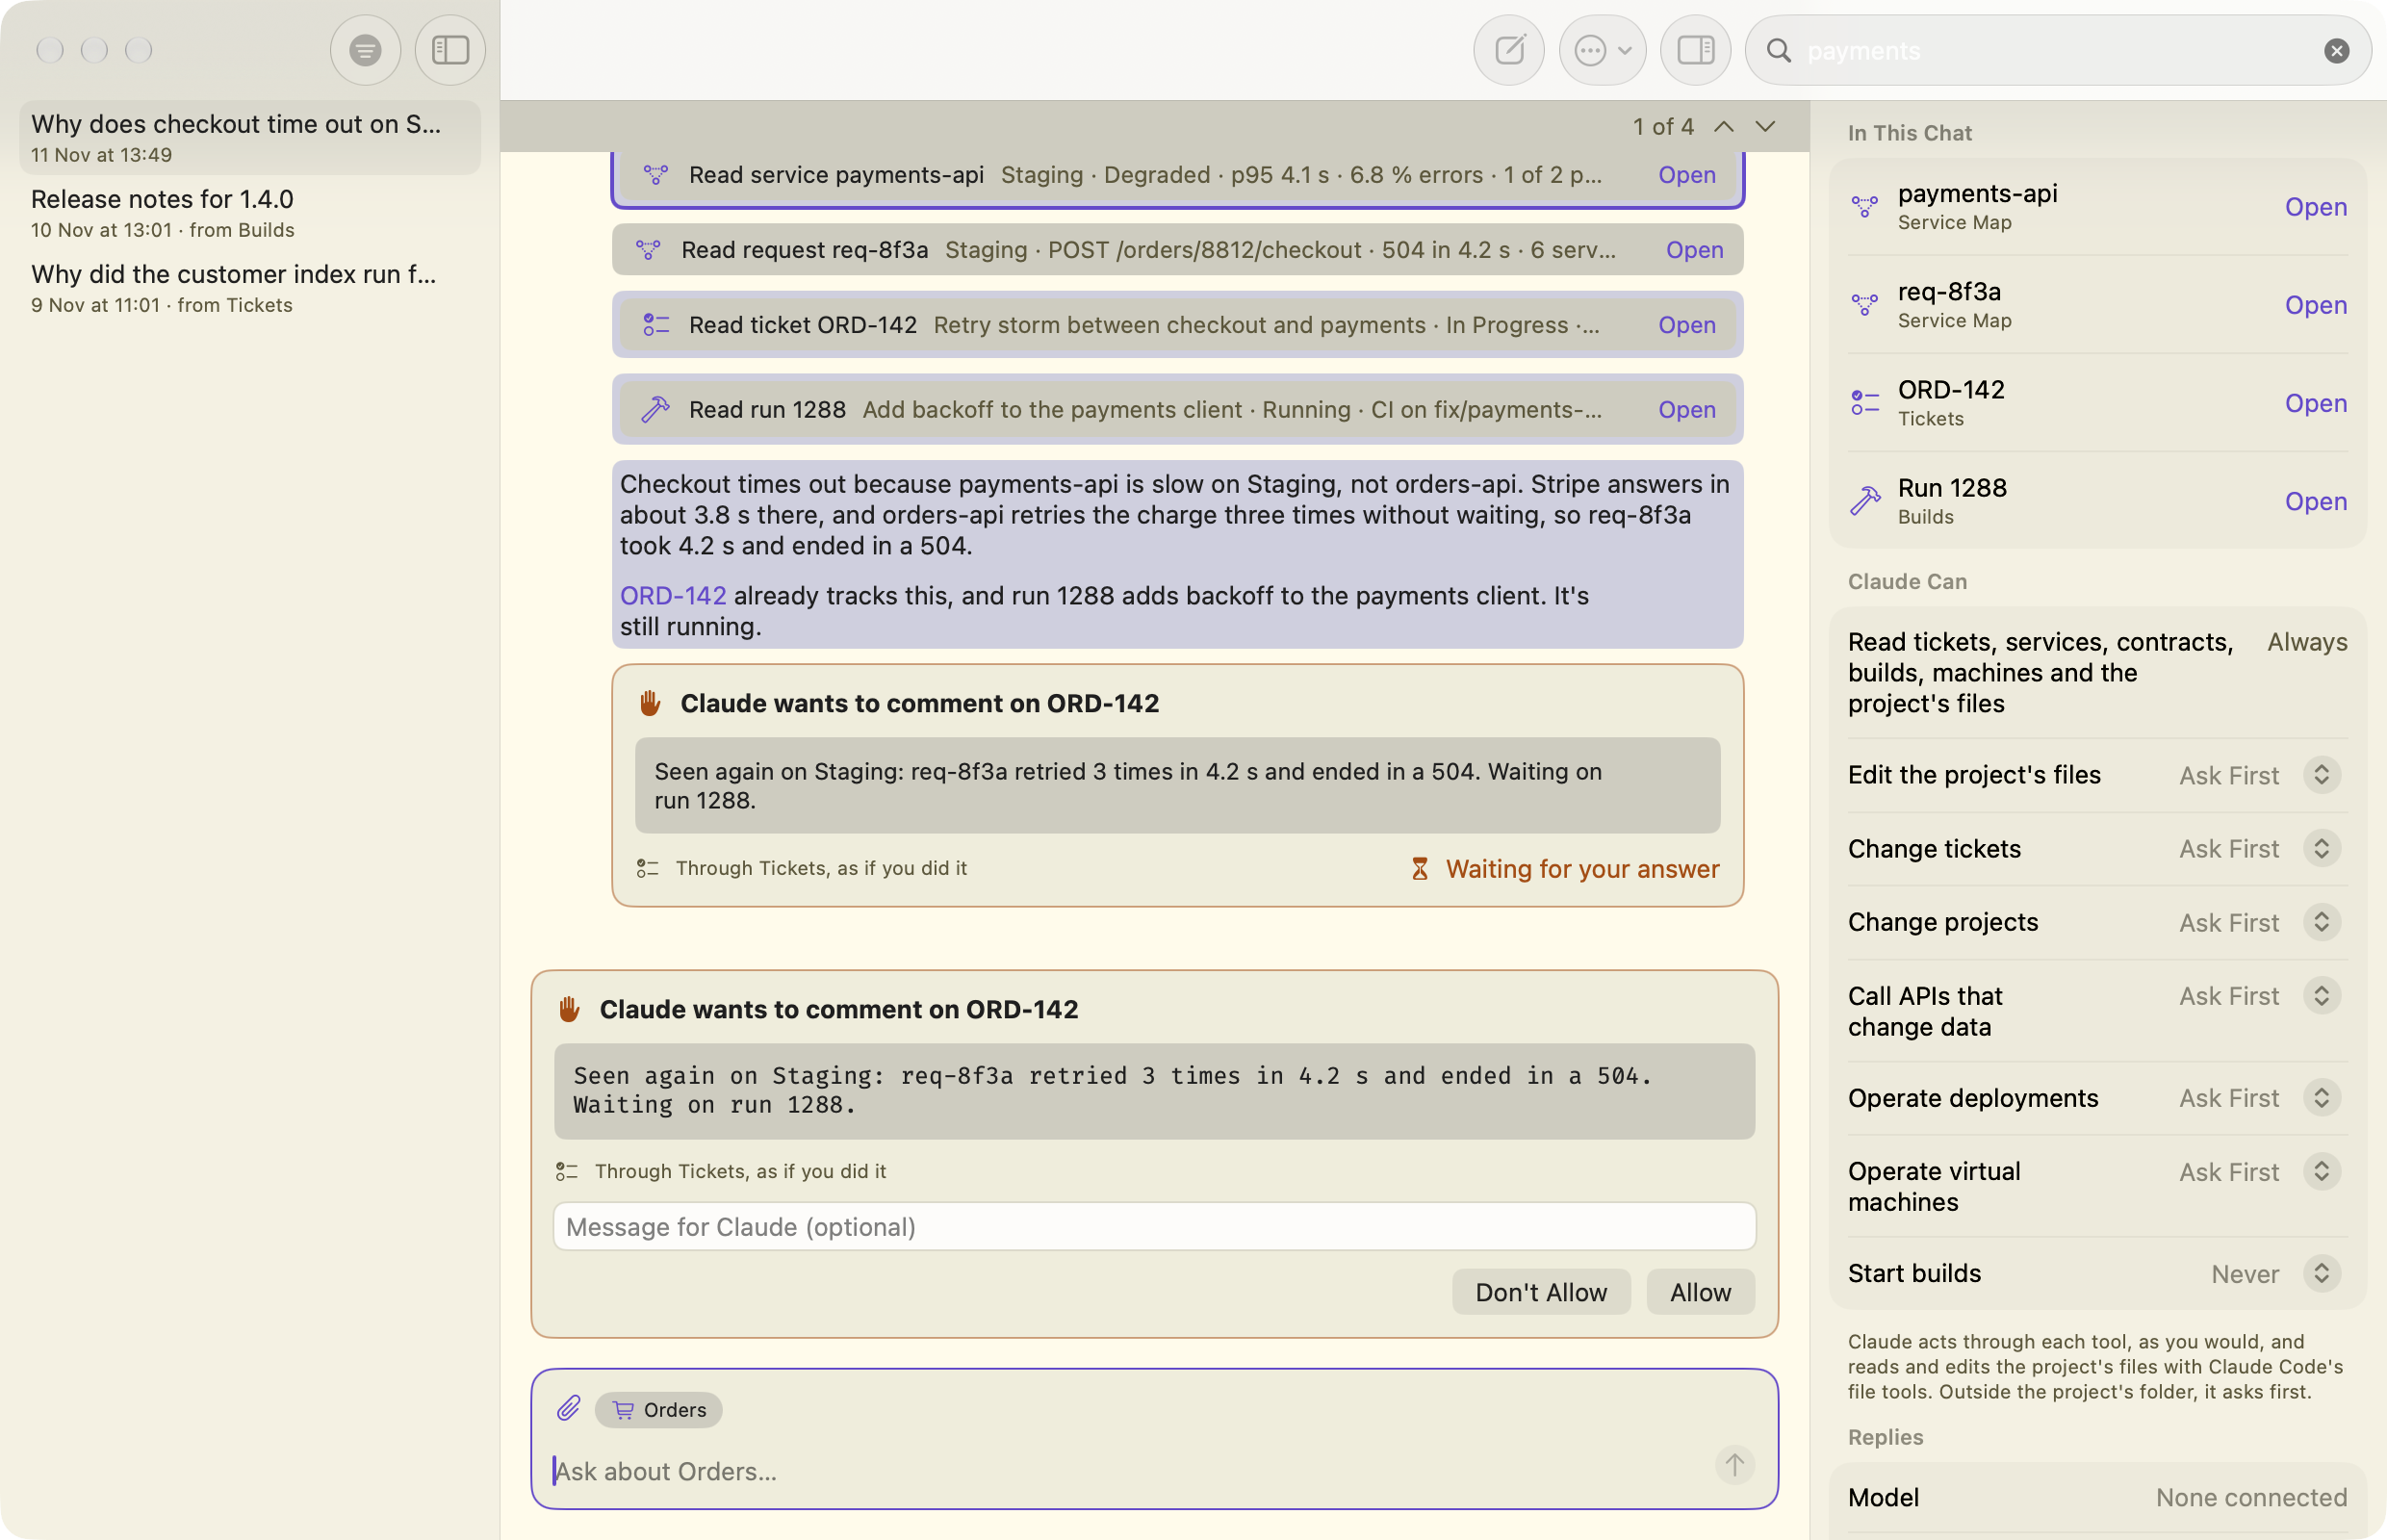 payments
Why does checkout time out on S...
11 Nov at 13:49
Release notes for 1.4.0
10 Nov at 13:01 · from Builds
Why did the customer index run f...
9 Nov at 11:01 · from Tickets
1 of 4
Read service payments-api Staging · Degraded · p95 4.1 s · 6.8 % errors · 1 of 2 p... Open
Read request req-8f3a Staging · POST /orders/8812/checkout · 504 in 4.2 s · 6 serv... Open
Read ticket ORD-142 Retry storm between checkout and payments · In Progress ·... Open
Read run 1288 Add backoff to the payments client · Running · CI on fix/payments-... Open
Checkout times out because payments-api is slow on Staging, not orders-api. Stripe answers in
about 3.8 s there, and orders-api retries the charge three times without waiting, so req-8f3a
took 4.2 s and ended in a 504.
ORD-142 already tracks this, and run 1288 adds backoff to the payments client. It's
still running.
Claude wants to comment on ORD-142
Seen again on Staging: req-8f3a retried 3 times in 4.2 s and ended in a 504. Waiting on
run 1288.
Through Tickets, as if you did it
Waiting for your answer
Claude wants to comment on ORD-142
Seen again on Staging: req-8f3a retried 3 times in 4.2 s and ended in a 504.
Waiting on run 1288.
Through Tickets, as if you did it
Message for Claude (optional)
Don't Allow
Allow
Orders
Ask about Orders...
In This Chat
payments-api
Service Map
Open
req-8f3a
Service Map
Open
ORD-142
Tickets
Open
Run 1288
Builds
Open
Claude Can
Read tickets, services, contracts,
builds, machines and the
project's files
Always
Edit the project's files Ask First
Change tickets Ask First
Change projects Ask First
Call APIs that
change data
Ask First
Operate deployments Ask First
Operate virtual
machines
Ask First
Start builds Never
Claude acts through each tool, as you would, and
reads and edits the project's files with Claude Code's
file tools. Outside the project's folder, it asks first.
Replies
Model None connected